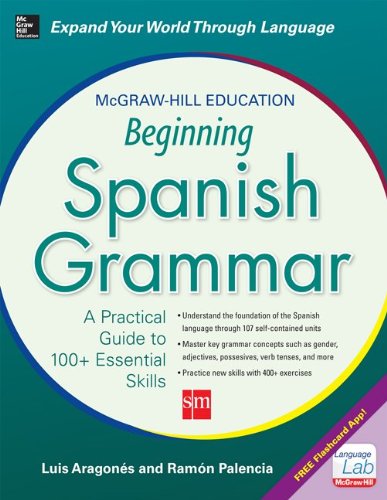 Mc
Graw
Hill
Education
Expand Your World Through Language
McGRAW-HILL EDUCATION
Beginning
Spanish
Grammar
A Practical
Guide to
100+ Essential
Skills
• Understand the foundation of the Spanish
language through 107 self-contained units
• Master key grammar concepts such as gender,
adjectives, possesives, verb tenses, and more
• Practice new skills with 400+ exercises
sm
Luis Aragonés and Ramón Palencia
FREE Flashcard App!
Language
Lab
McGraw Hill